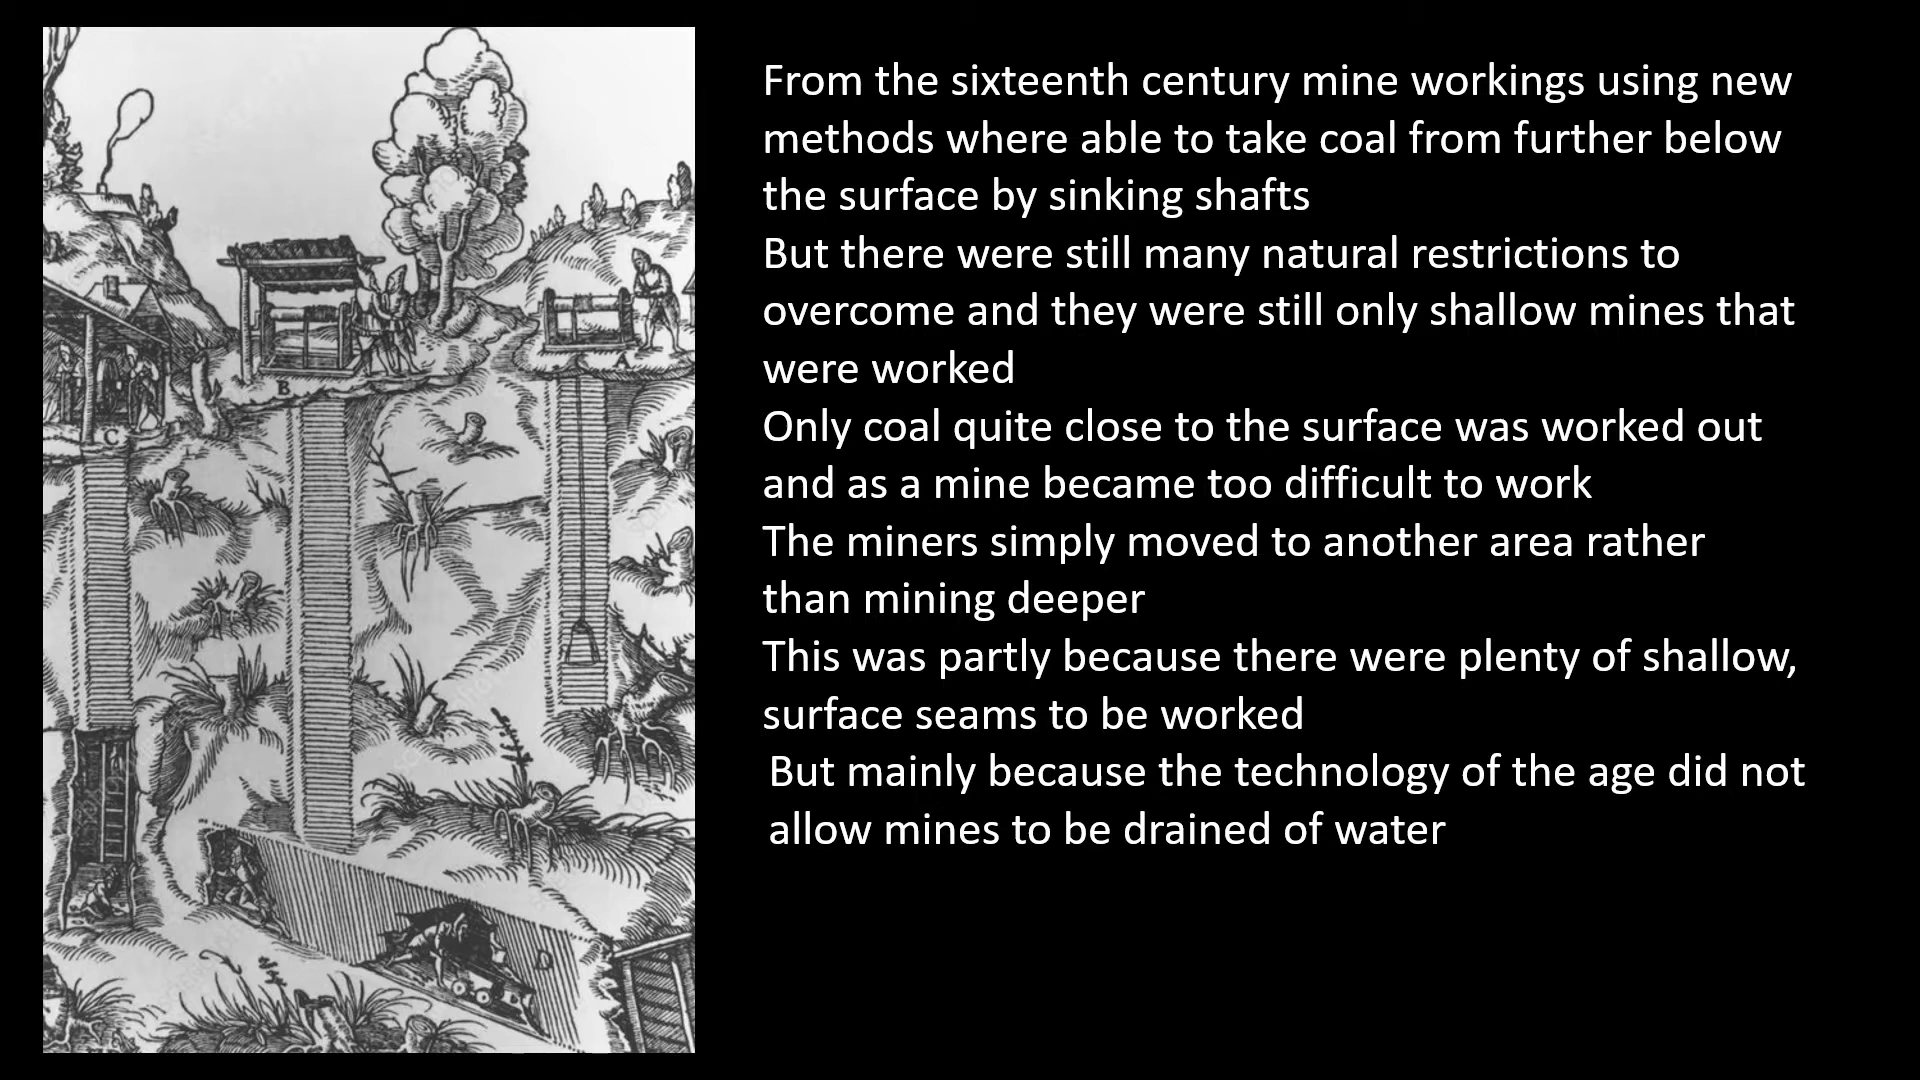 From the sixteenth century mine workings using new
methods where able to take coal from further below
the surface by sinking shafts
But there were still many natural restrictions to
overcome and they were still only shallow mines that
were worked
Only coal quite close to the surface was worked out
and as a mine became too difficult to work
The miners simply moved to another area rather
than mining deeper
This was partly because there were plenty of shallow,
surface seams to be worked
But mainly because the technology of the age did not
allow mines to be drained of water
A
B
C
D